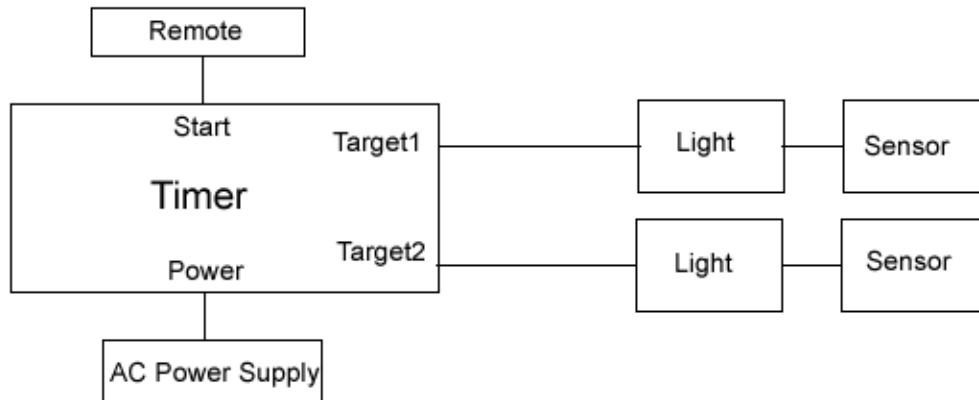 Remote
Start
Target1
Light
Sensor
Timer
Target2
Light
Sensor
Power
AC Power Supply